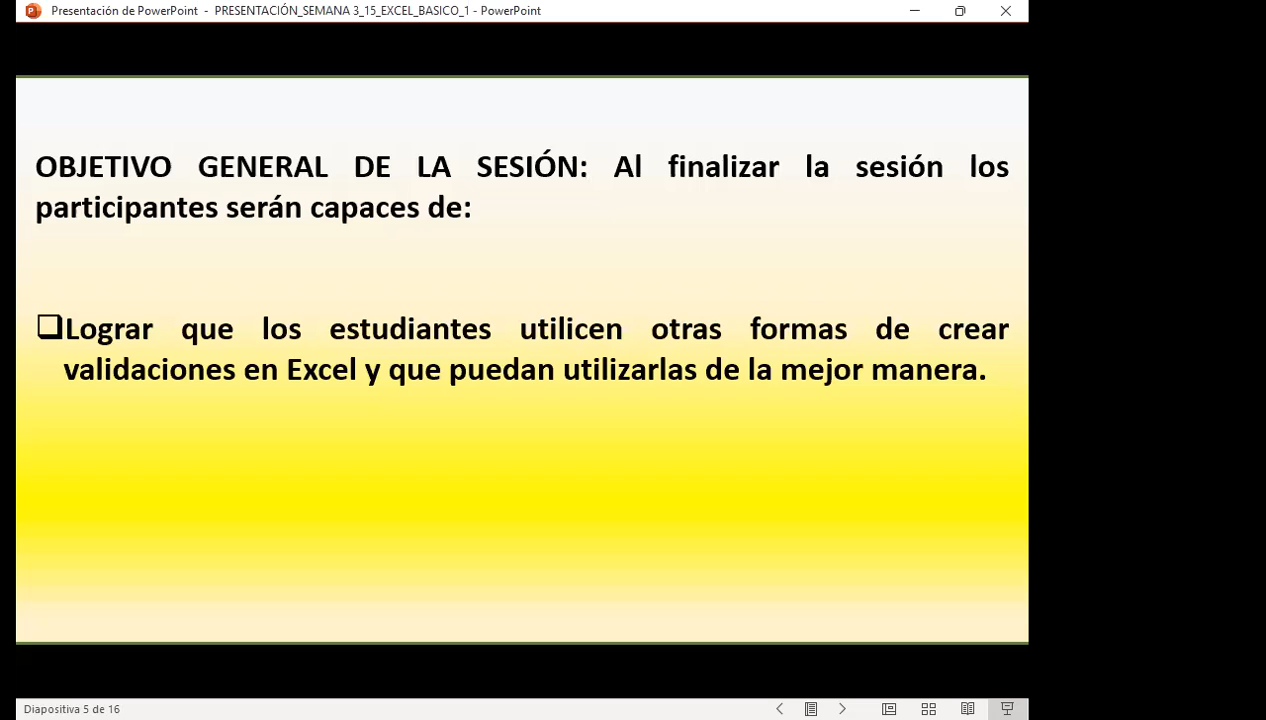 Presentación de PowerPoint - PRESENTACIÓN_SEMANA 3_15_EXCEL_BASICO_1 - PowerPoint
OBJETIVO GENERAL DE LA SESIÓN: Al finalizar la sesión los
participantes serán capaces de:
❑Lograr que los estudiantes utilicen otras formas de crear
validaciones en Excel y que puedan utilizarlas de la mejor manera.
Diapositiva 5 de 16